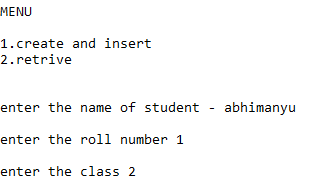 MENU
1.create and insert
2.retrive
enter the name of student - abhimanyu
enter the roll number 1
enter the class 2